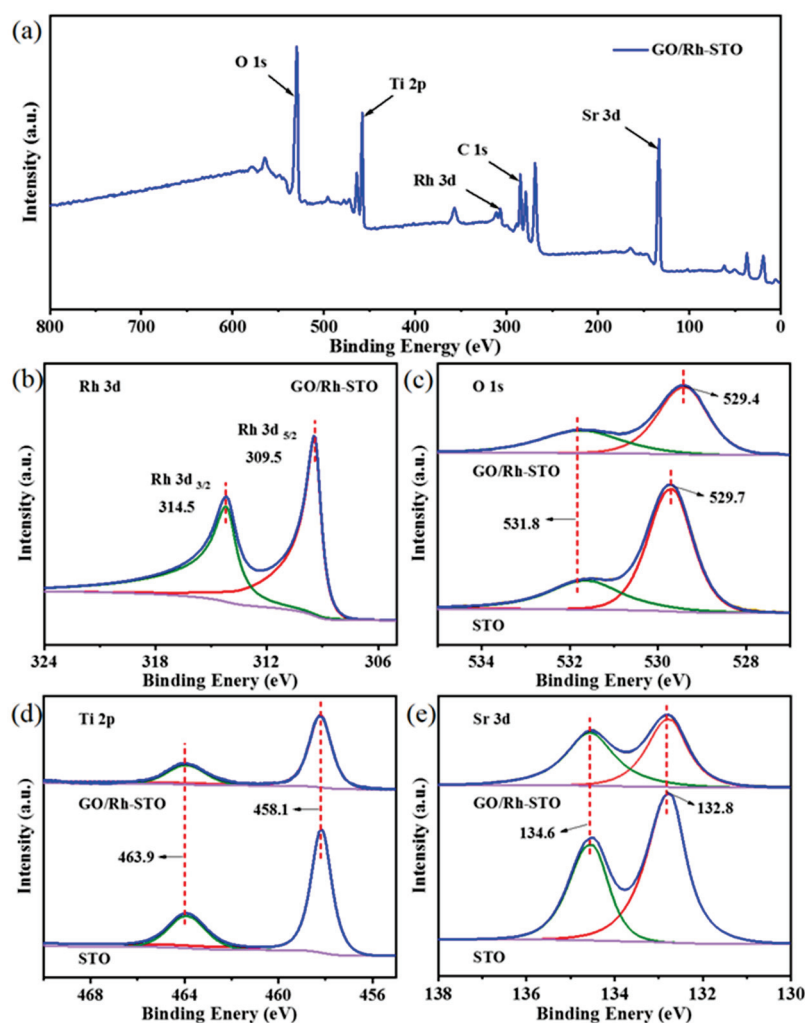 (a)
GO/Rh-STO
O 1s
Ti 2p
Sr 3d
C 1s
Rh 3d
Intensity (a.u.)
800 700 600 500 400 300 200 100 0
Binding Energy (eV)
(b)
Rh 3d
GO/Rh-STO
Rh 3d 5/2
309.5
Rh 3d 3/2
314.5
Intensity (a.u.)
324 318 312 306
Binding Enery (eV)
(c)
O 1s
529.4
GO/Rh-STO
529.7
531.8
STO
Intensity (a.u.)
534 532 530 528
Binding Enery (eV)
(d)
Ti 2p
GO/Rh-STO
458.1
463.9
STO
Intensity (a.u.)
468 464 460 456
Binding Enery (eV)
(e)
Sr 3d
GO/Rh-STO
132.8
134.6
STO
Intensity (a.u.)
138 136 134 132 130
Binding Enery (eV)